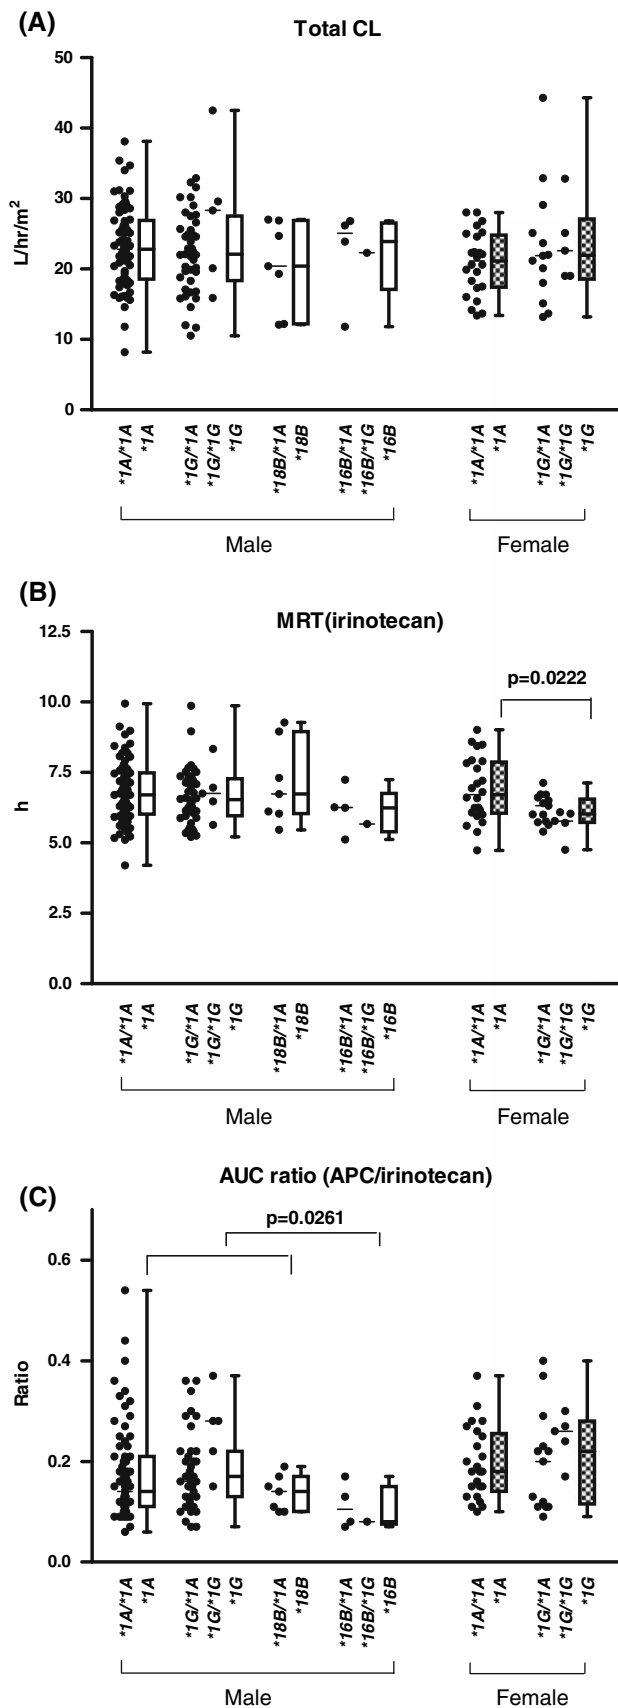 (A)
Total CL
50
40
30
20
10
0
L/hr/m²
*1A/*1A
*1A
*1G/*1A
*1G/*1G
*1G
*18B/*1A
*18B
*16B/*1A
*16B/*1G
*16B
*1A/*1A
*1A
*1G/*1A
*1G/*1G
*1G
Male
Female
(B)
MRT(irinotecan)
12.5
10.0
7.5
5.0
2.5
0.0
h
p=0.0222
*1A/*1A
*1A
*1G/*1A
*1G/*1G
*1G
*18B/*1A
*18B
*16B/*1A
*16B/*1G
*16B
*1A/*1A
*1A
*1G/*1A
*1G/*1G
*1G
Male
Female
(C)
AUC ratio (APC/irinotecan)
p=0.0261
0.6
0.4
0.2
0.0
Ratio
*1A/*1A
*1A
*1G/*1A
*1G/*1G
*1G
*18B/*1A
*18B
*16B/*1A
*16B/*1G
*16B
*1A/*1A
*1A
*1G/*1A
*1G/*1G
*1G
Male
Female